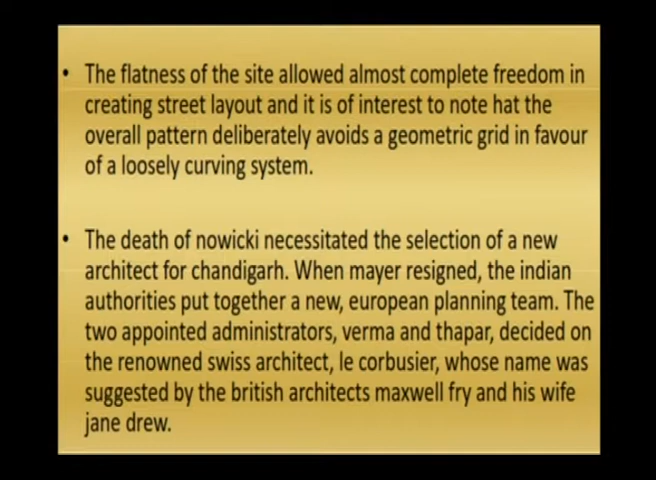 • The flatness of the site allowed almost complete freedom in
creating street layout and it is of interest to note hat the
overall pattern deliberately avoids a geometric grid in favour
of a loosely curving system.
• The death of nowicki necessitated the selection of a new
architect for chandigarh. When mayer resigned, the indian
authorities put together a new, european planning team. The
two appointed administrators, verma and thapar, decided on
the renowned swiss architect, le corbusier, whose name was
suggested by the british architects maxwell fry and his wife
jane drew.